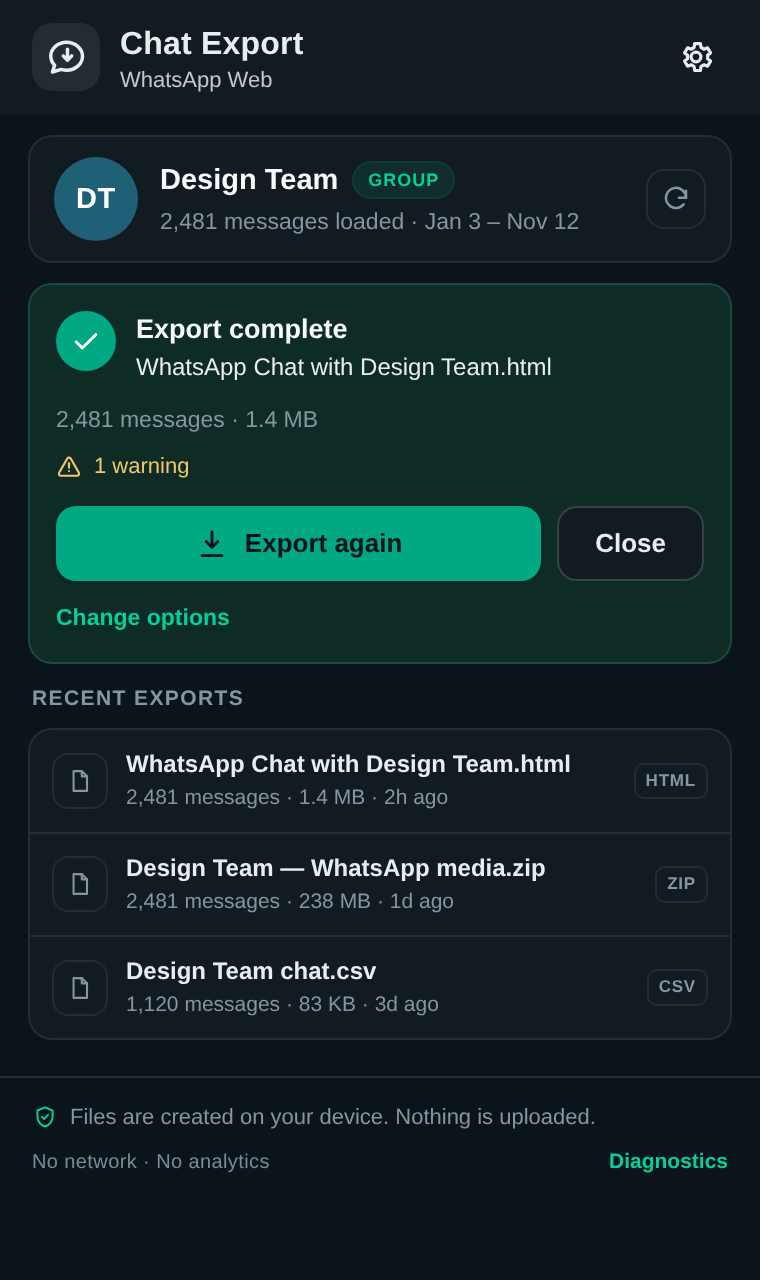 Chat Export
WhatsApp Web
DT
Design Team GROUP
2,481 messages loaded · Jan 3 – Nov 12
Export complete
WhatsApp Chat with Design Team.html
2,481 messages · 1.4 MB
1 warning
Export again
Close
Change options
RECENT EXPORTS
WhatsApp Chat with Design Team.html
2,481 messages · 1.4 MB · 2h ago
HTML
Design Team — WhatsApp media.zip
2,481 messages · 238 MB · 1d ago
ZIP
Design Team chat.csv
1,120 messages · 83 KB · 3d ago
CSV
Files are created on your device. Nothing is uploaded.
No network · No analytics
Diagnostics